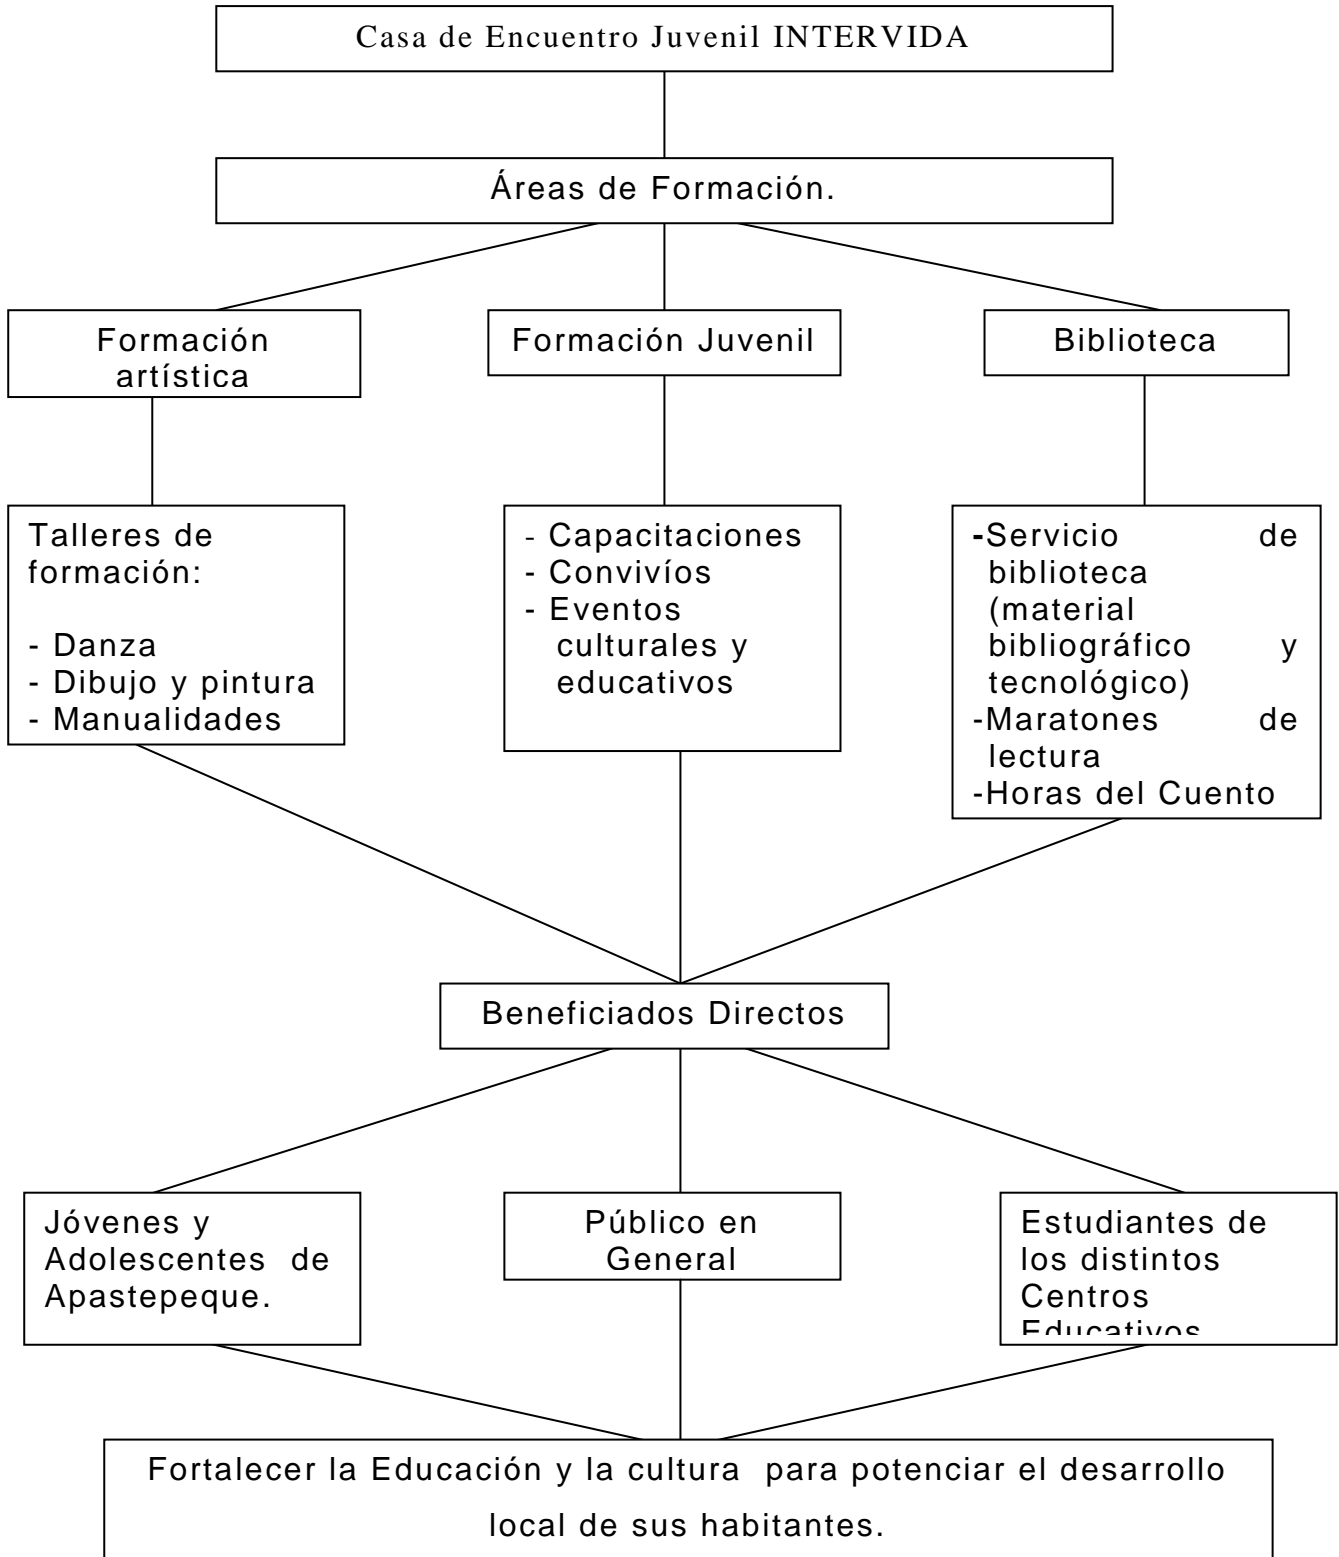 Casa de Encuentro Juvenil INTERVIDA
Áreas de Formación.
Formación
artística
Formación Juvenil
Biblioteca
Talleres de
formación:
- Danza
- Dibujo y pintura
- Manualidades
- Capacitaciones
- Convivíos
- Eventos
culturales y
educativos
-Servicio de
biblioteca
(material
bibliográfico y
tecnológico)
-Maratones de
lectura
-Horas del Cuento
Beneficiados Directos
Jóvenes y
Adolescentes de
Apastepeque.
Público en
General
Estudiantes de
los distintos
Centros
Educativos
Fortalecer la Educación y la cultura para potenciar el desarrollo
local de sus habitantes.